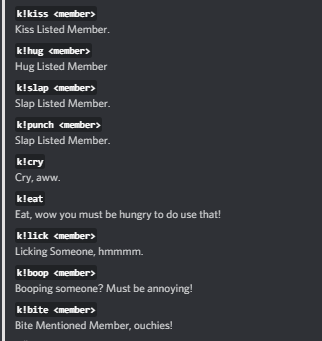 k!kiss <member>
Kiss Listed Member.
k!hug <member>
Hug Listed Member
k!slap <member>
Slap Listed Member.
k!punch <member>
Slap Listed Member.
k!cry
Cry, aww.
k!eat
Eat, wow you must be hungry to do use that!
k!lick <member>
Licking Someone, hmmmm.
k!boop <member>
Booping someone? Must be annoying!
k!bite <member>
Bite Mentioned Member, ouchies!